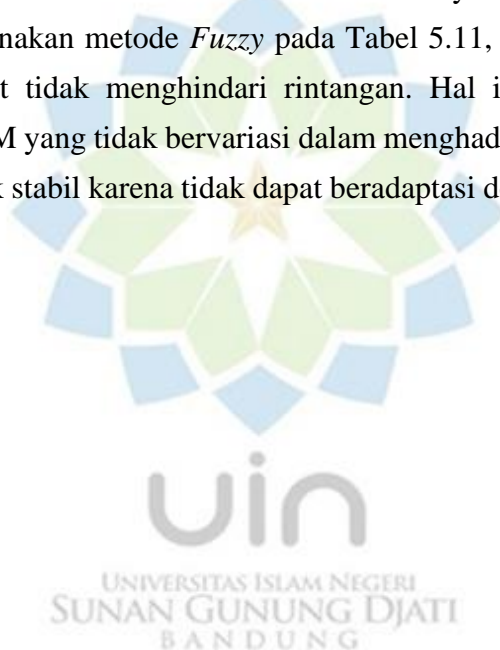 nakan metode Fuzzy pada Tabel 5.11,
t tidak menghindari rintangan. Hal i
M yang tidak bervariasi dalam menghad
k stabil karena tidak dapat beradaptasi d
uin
UNIVERSITAS ISLAM NEGERI
SUNAN GUNUNG DJATI
BANDUNG